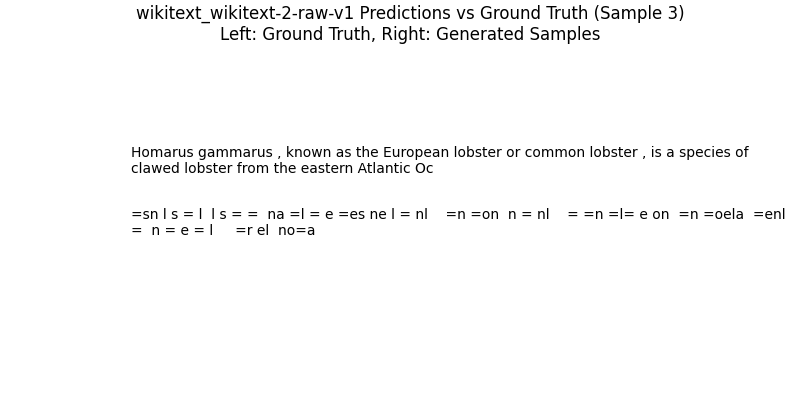 wikitext_wikitext-2-raw-v1 Predictions vs Ground Truth (Sample 3)
Left: Ground Truth, Right: Generated Samples
Homarus gammarus , known as the European lobster or common lobster , is a species of
clawed lobster from the eastern Atlantic Oc
=sn l s = l  l s = =  na =l = e =es ne l = nl    =n =on  n = nl    = =n =l= e on  =n =oela  =enl
=  n = e = l     =r el  no=a